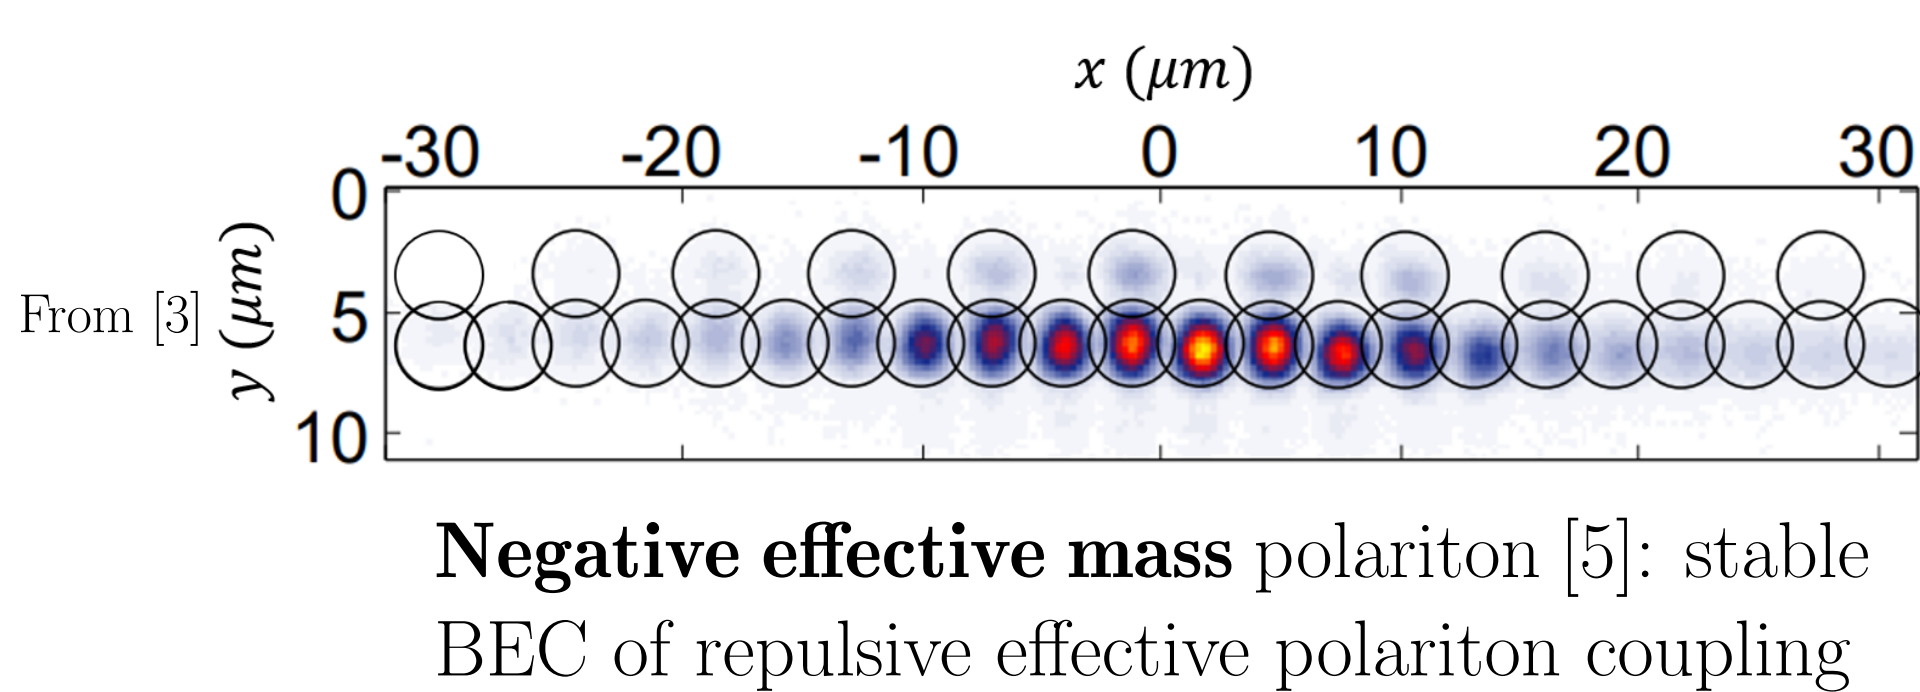 x (μm)
-30 -20 -10 0 10 20 30
0
5
10
y (μm)
From [3]
Negative effective mass polariton [5]: stable
BEC of repulsive effective polariton coupling